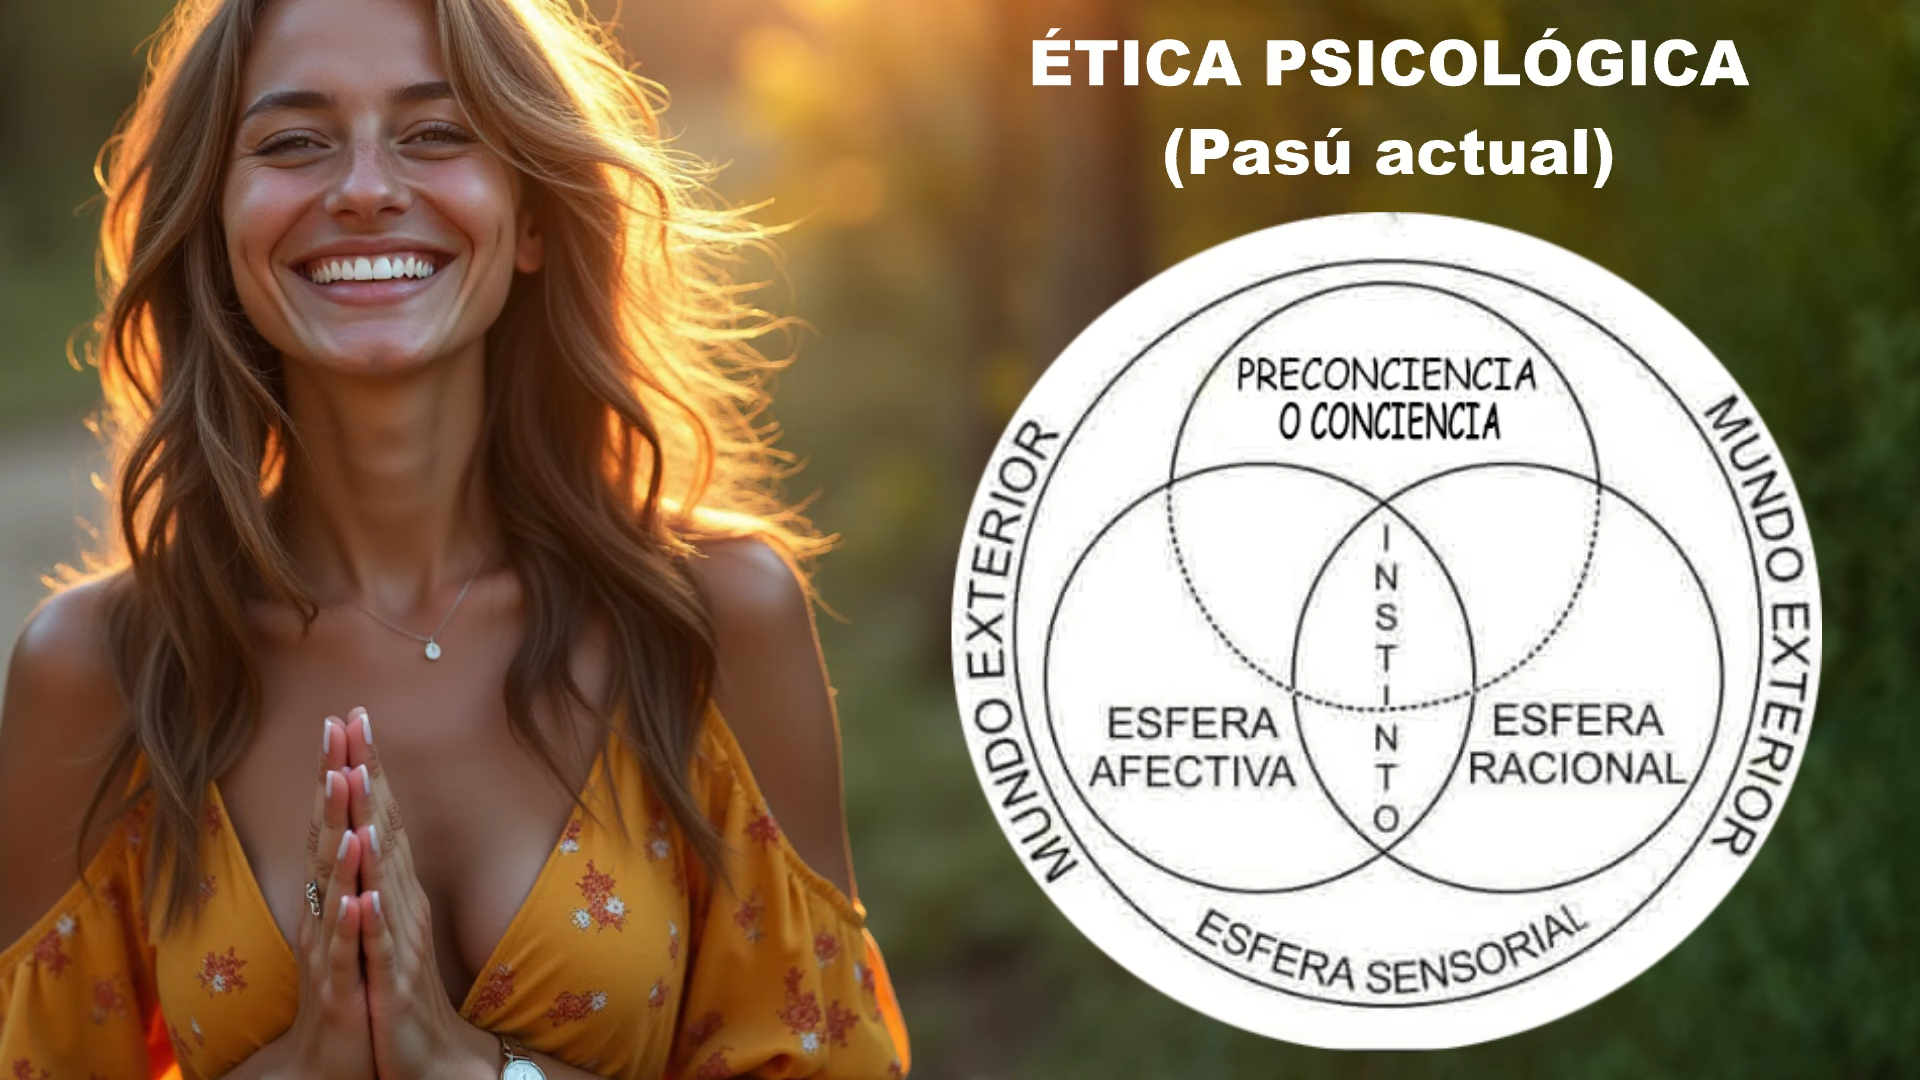 ÉTICA PSICOLÓGICA
(Pasú actual)
PRECONCIENCIA
O CONCIENCIA
MUNDO EXTERIOR
MUNDO EXTERIOR
INSTINTO
ESFERA
AFECTIVA
ESFERA
RACIONAL
ESFERA SENSORIAL